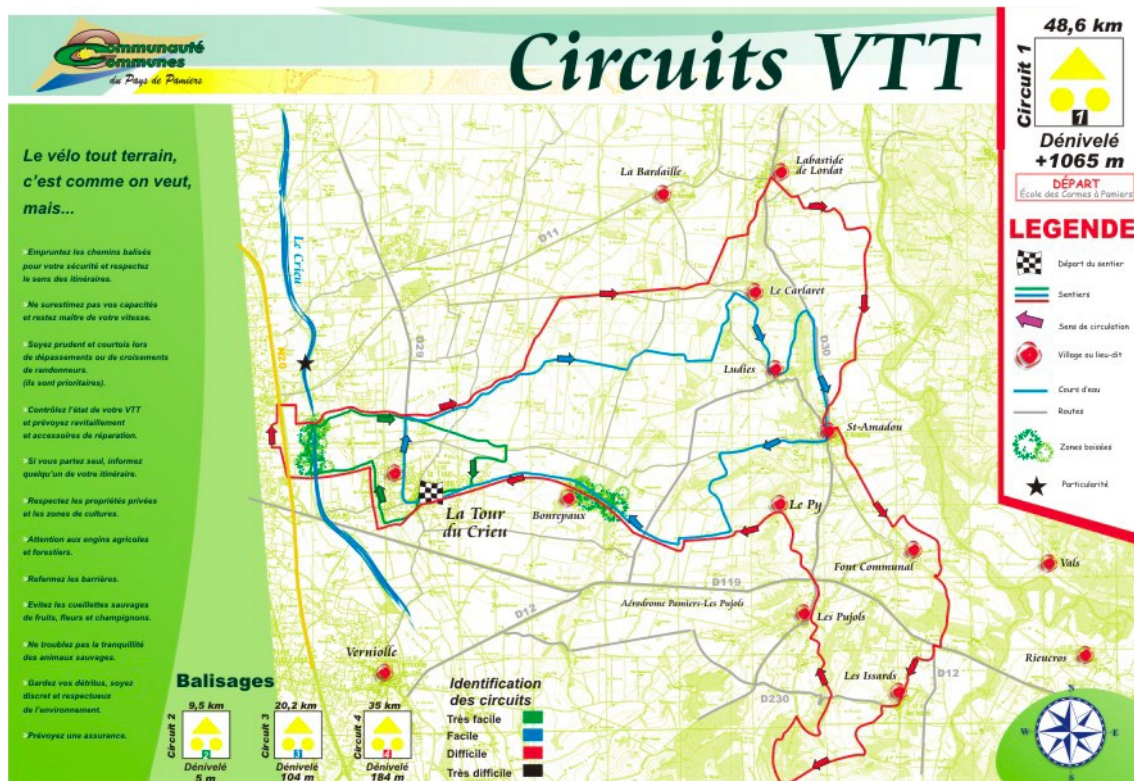 Communauté
Communes
du Pays de Pamiers
Circuits VTT
48,6 km
Circuit 1
1
Dénivelé
+1065 m
DÉPART
École des Carmes à Pamiers
LEGENDE
Départ du sentier
Sentiers
Sens de circulation
Village ou lieu-dit
Cours d'eau
Routes
Zones boisées
Particularité
Le vélo tout terrain,
c'est comme on veut,
mais...
»Empruntez les chemins balisés
pour votre sécurité et respectez
le sens des itinéraires.
»Ne surestimez pas vos capacités
et restez maître de votre vitesse.
»Soyez prudent et courtois lors
de dépassements ou de croisements
de randonneurs.
(ils sont prioritaires).
»Contrôlez l'état de votre VTT
et prévoyez ravitaillement
et accessoires de réparation.
»Si vous partez seul, informez
quelqu'un de votre itinéraire.
»Respectez les propriétés privées
et les zones de cultures.
»Attention aux engins agricoles
et forestiers.
»Refermez les barrières.
»Evitez les cueillettes sauvages
de fruits, fleurs et champignons.
»Ne troublez pas la tranquillité
des animaux sauvages.
»Gardez vos détritus, soyez
discret et respectueux
de l'environnement.
»Prévoyez une assurance.
Le Crieu
N20
D29
D11
La Bardaille
Labastide
de Lordat
Le Carlaret
Ludies
D30
St-Amadou
La Tour
du Crieu
Bonrepaux
Le Py
Font Communal
Vals
D119
D12
Aérodrome Pamiers-Les Pujols
Les Pujols
Verniolle
Les Issards
D12
Rieucros
D230
N
W
E
S
Balisages
9,5 km
Circuit 2
2
Dénivelé
5 m
20,2 km
Circuit 3
3
Dénivelé
104 m
35 km
Circuit 4
4
Dénivelé
184 m
Identification
des circuits
Très facile
Facile
Difficile
Très difficile